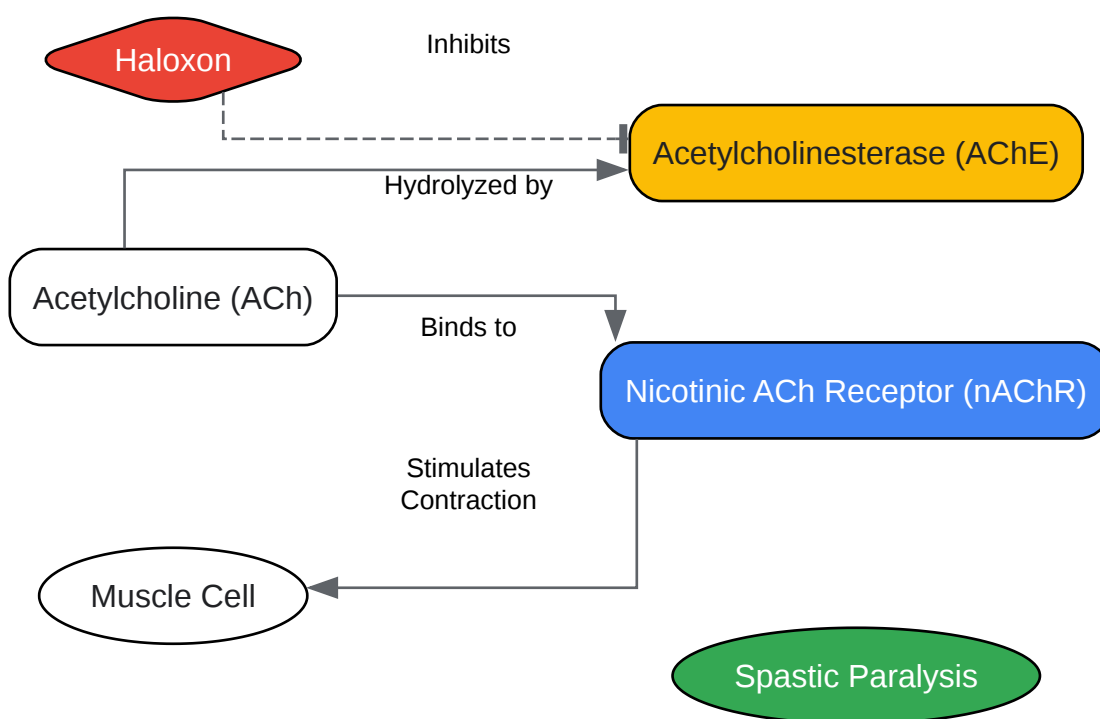 Haloxon
Inhibits
Acetylcholinesterase (AChE)
Hydrolyzed by
Acetylcholine (ACh)
Binds to
Nicotinic ACh Receptor (nAChR)
Stimulates
Contraction
Muscle Cell
Spastic Paralysis